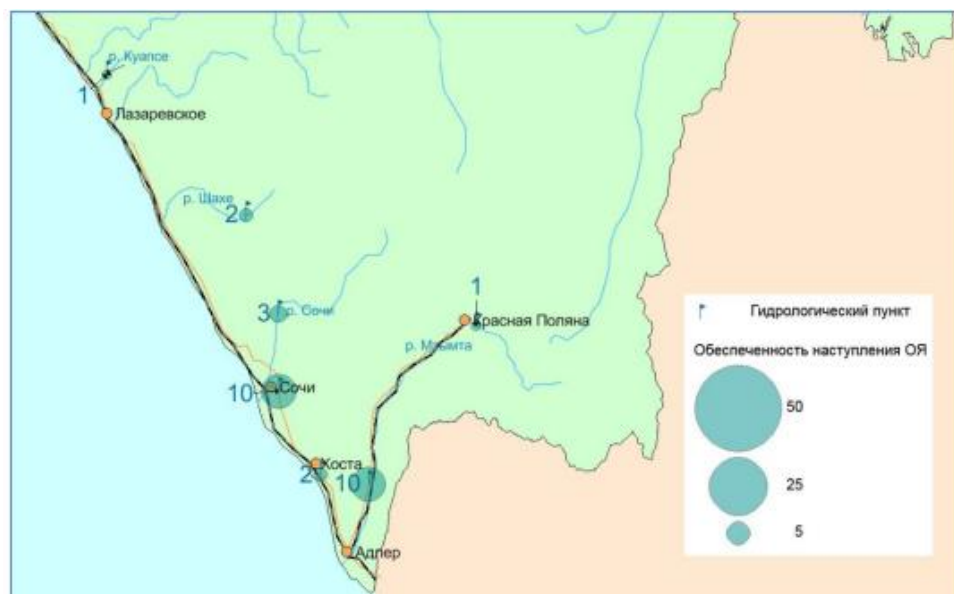 р. Куапсе
1
Лазаревское
р. Шахе
2
1
3
р. Сочи
Красная Поляна
р. Мзымта
10
Сочи
Хоста
2
10
Адлер
Гидрологический пункт
Обеспеченность наступления ОЯ
50
25
5